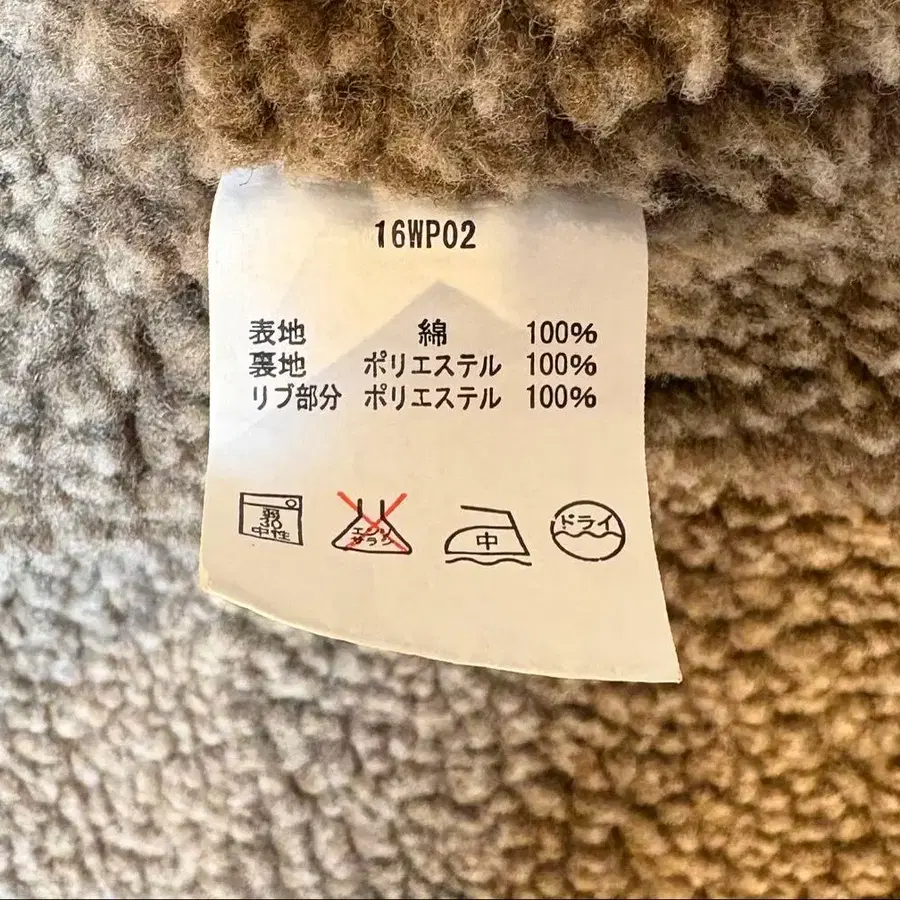 16WP02
表地 綿 100%
裏地 ポリエステル 100%
リブ部分 ポリエステル 100%
弱
30
中性
エンソ
サラシ
中
ドライ